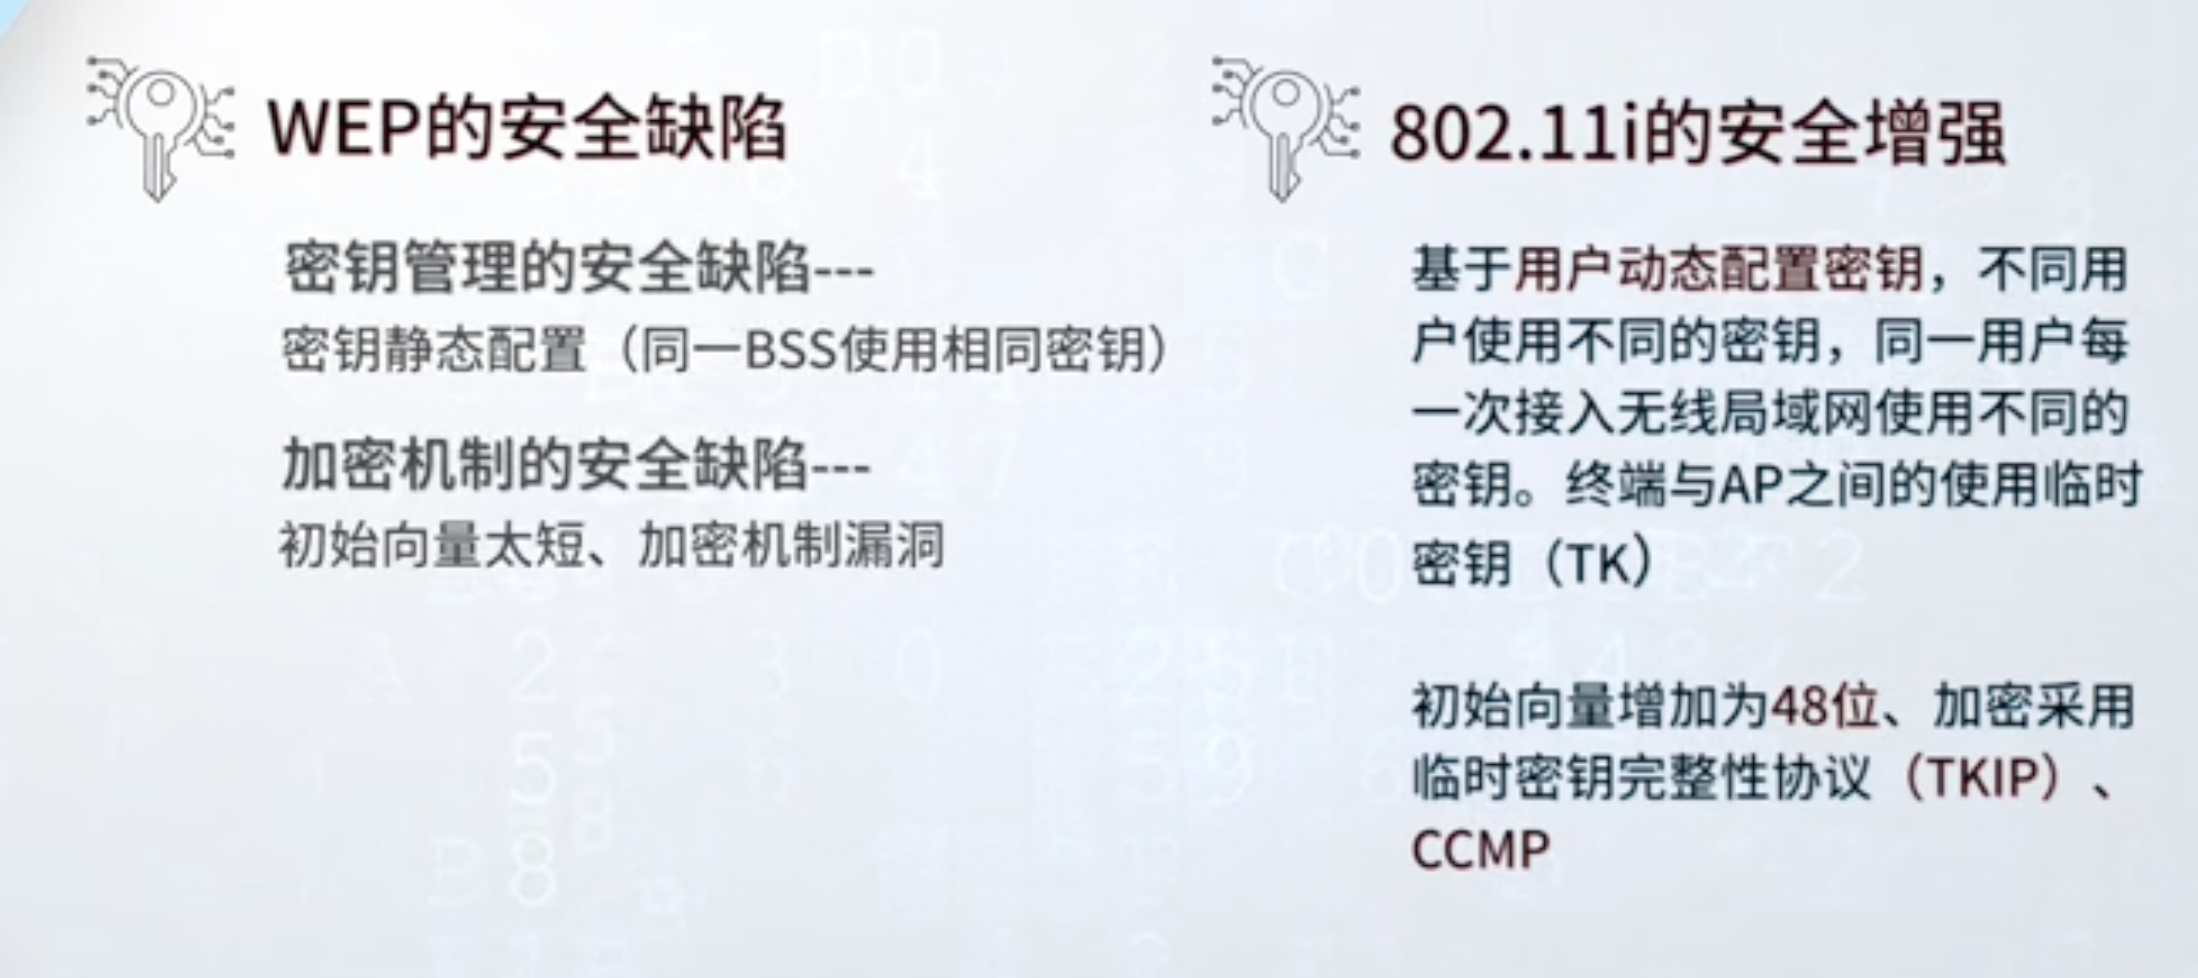 WEP的安全缺陷
密钥管理的安全缺陷---
密钥静态配置（同一BSS使用相同密钥）
加密机制的安全缺陷---
初始向量太短、加密机制漏洞
802.11i的安全增强
基于用户动态配置密钥，不同用
户使用不同的密钥，同一用户每
一次接入无线局域网使用不同的
密钥。终端与AP之间的使用临时
密钥（TK）
初始向量增加为48位、加密采用
临时密钥完整性协议（TKIP）、
CCMP